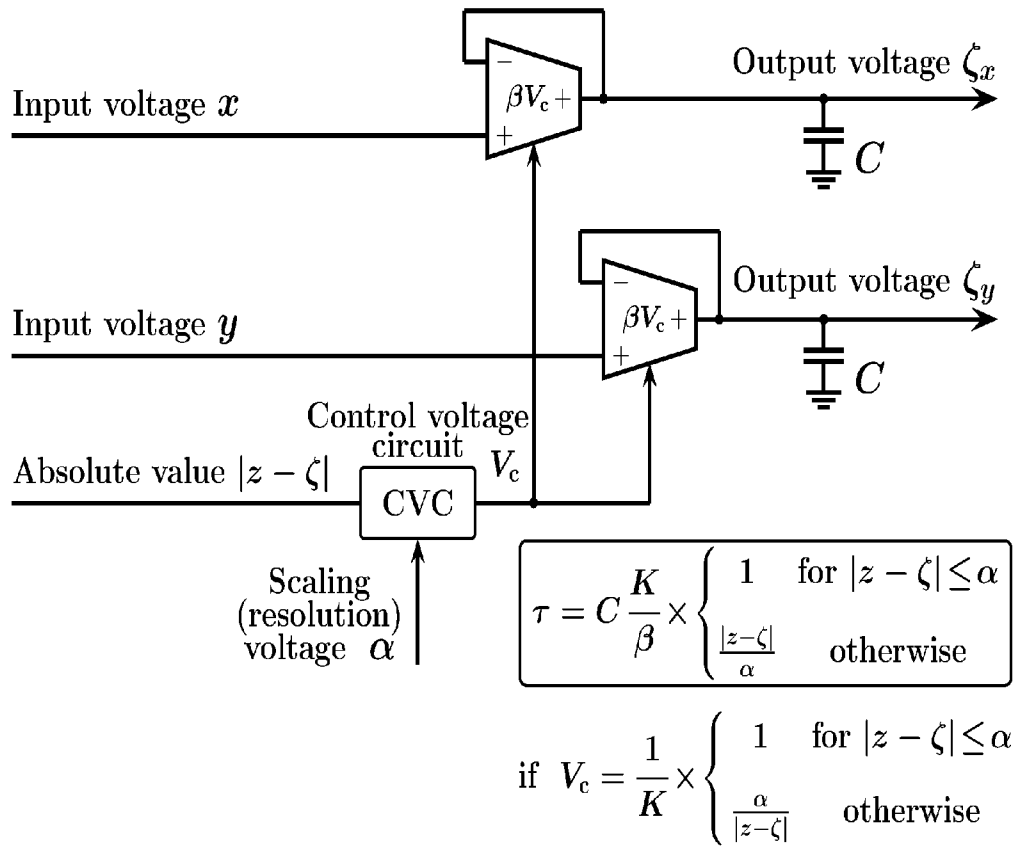 Output voltage ζx
− βVc +
Input voltage x
+
C
Output voltage ζy
− βVc +
Input voltage y
+
C
Control voltage
circuit
Vc
Absolute value |z − ζ|
CVC
Scaling
(resolution)
voltage α
τ = C K/β × { 1 for |z − ζ| ≤ α
|z−ζ|/α otherwise
if Vc = 1/K × { 1 for |z − ζ| ≤ α
α/|z−ζ| otherwise